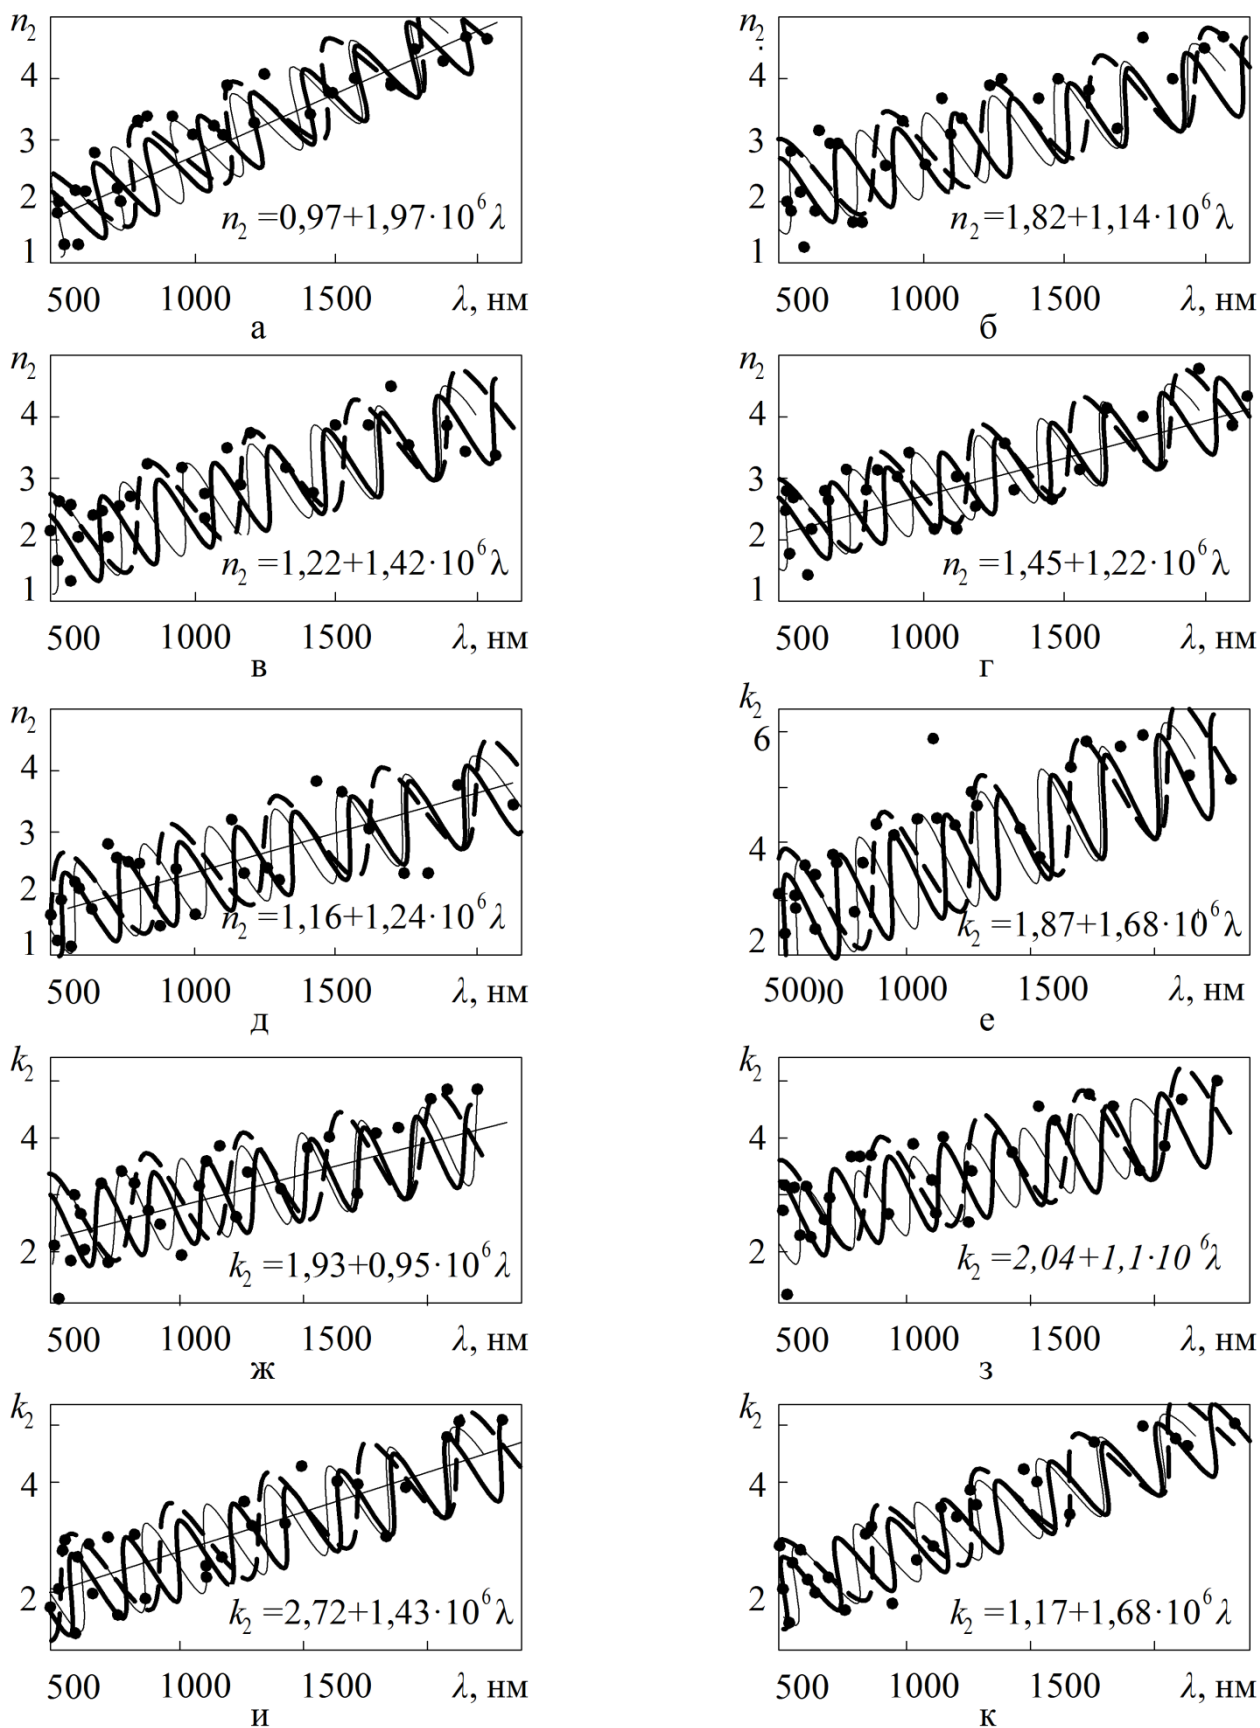 n₂
4
3
2
1
n₂ =0,97+1,97·10⁶λ
500 1000 1500 λ, нм
а
n₂
4
3
2
1
n₂=1,82+1,14·10⁶λ
500 1000 1500 λ, нм
б
n₂
4
3
2
1
n₂ =1,22+1,42·10⁶λ
500 1000 1500 λ, нм
в
n₂
4
3
2
1
n₂ =1,45+1,22·10⁶λ
500 1000 1500 λ, нм
г
n₂
4
3
2
1
n₂ =1,16+1,24·10⁶λ
500 1000 1500 λ, нм
д
k₂
6
4
2
k₂ =1,87+1,68·10⁶λ
50000 1000 1500 λ, нм
е
k₂
4
2
k₂ =1,93+0,95·10⁶λ
500 1000 1500 λ, нм
ж
k₂
4
2
k₂ =2,04+1,1·10 ⁶λ
500 1000 1500 λ, нм
з
k₂
4
2
k₂ =2,72+1,43·10⁶λ
500 1000 1500 λ, нм
и
k₂
4
2
k₂ =1,17+1,68·10⁶λ
500 1000 1500 λ, нм
к